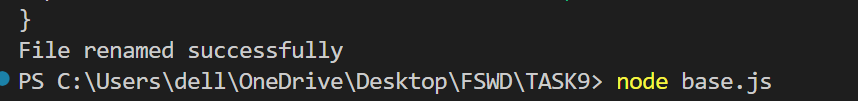 }
File renamed successfully
PS C:\Users\dell\OneDrive\Desktop\FSWD\TASK9> node base.js